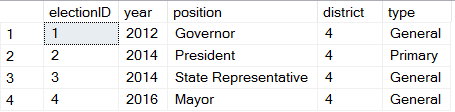 electionID year position district type
1 1 2012 Governor 4 General
2 2 2014 President 4 Primary
3 3 2014 State Representative 4 General
4 4 2016 Mayor 4 General